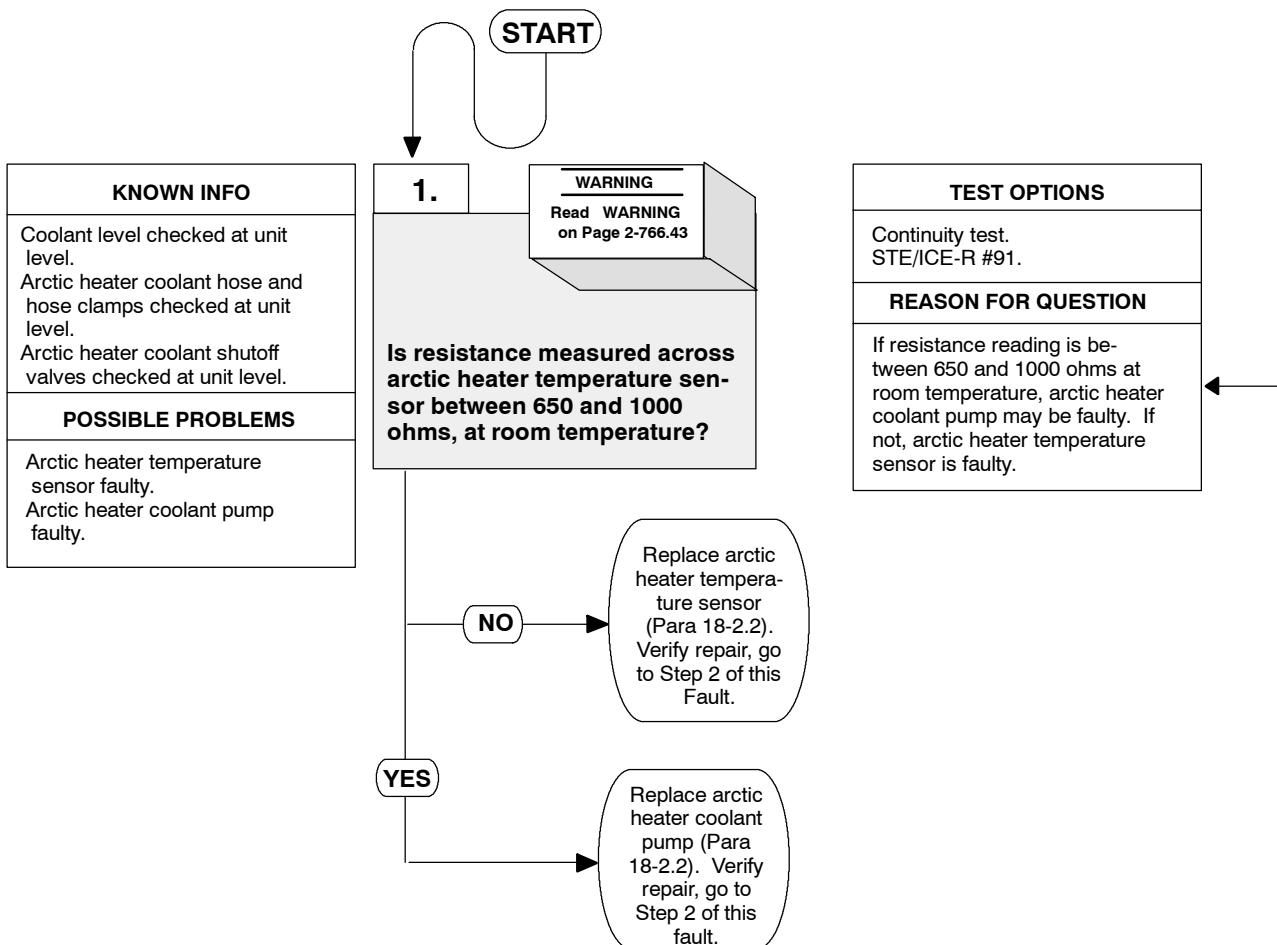 START
KNOWN INFO
Coolant level checked at unit
level.
Arctic heater coolant hose and
hose clamps checked at unit
level.
Arctic heater coolant shutoff
valves checked at unit level.
POSSIBLE PROBLEMS
Arctic heater temperature
sensor faulty.
Arctic heater coolant pump
faulty.
1.
WARNING
Read WARNING
on Page 2-766.43
Is resistance measured across
arctic heater temperature sen-
sor between 650 and 1000
ohms, at room temperature?
TEST OPTIONS
Continuity test.
STE/ICE-R #91.
REASON FOR QUESTION
If resistance reading is be-
tween 650 and 1000 ohms at
room temperature, arctic heater
coolant pump may be faulty. If
not, arctic heater temperature
sensor is faulty.
NO
Replace arctic
heater tempera-
ture sensor
(Para 18-2.2).
Verify repair, go
to Step 2 of this
Fault.
YES
Replace arctic
heater coolant
pump (Para
18-2.2). Verify
repair, go to
Step 2 of this
fault.